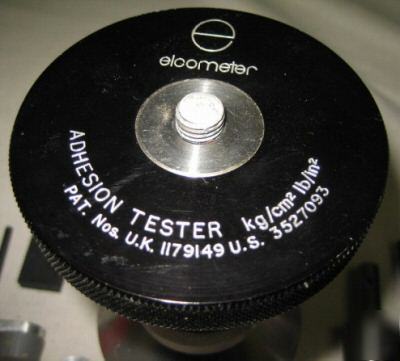 elcometer
ADHESION TESTER kg/cm² lb/in²
PAT. Nos. U.K. 1179149 U.S. 3527093